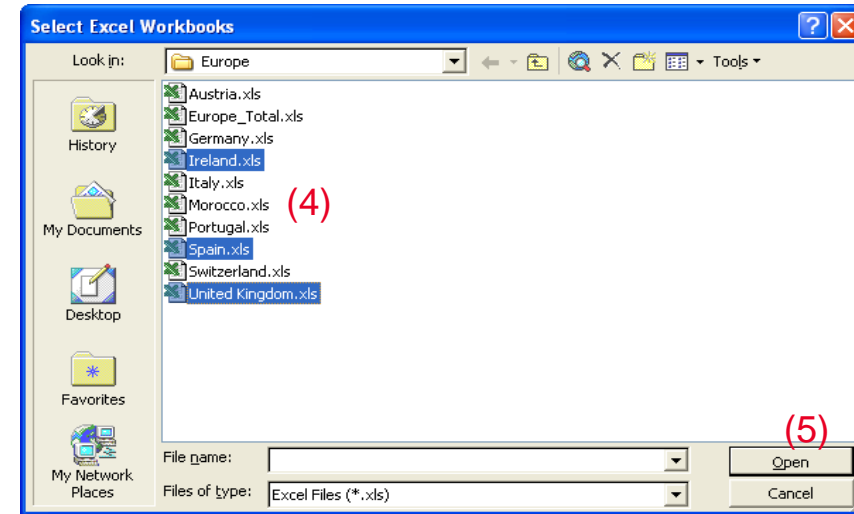 Select Excel Workbooks
Look in:
Europe
Tools
History
My Documents
Desktop
Favorites
My Network
Places
Austria.xls
Europe_Total.xls
Germany.xls
Ireland.xls
Italy.xls
Morocco.xls
(4)
Portugal.xls
Spain.xls
Switzerland.xls
United Kingdom.xls
(5)
File name:
Open
Files of type:
Excel Files (*.xls)
Cancel